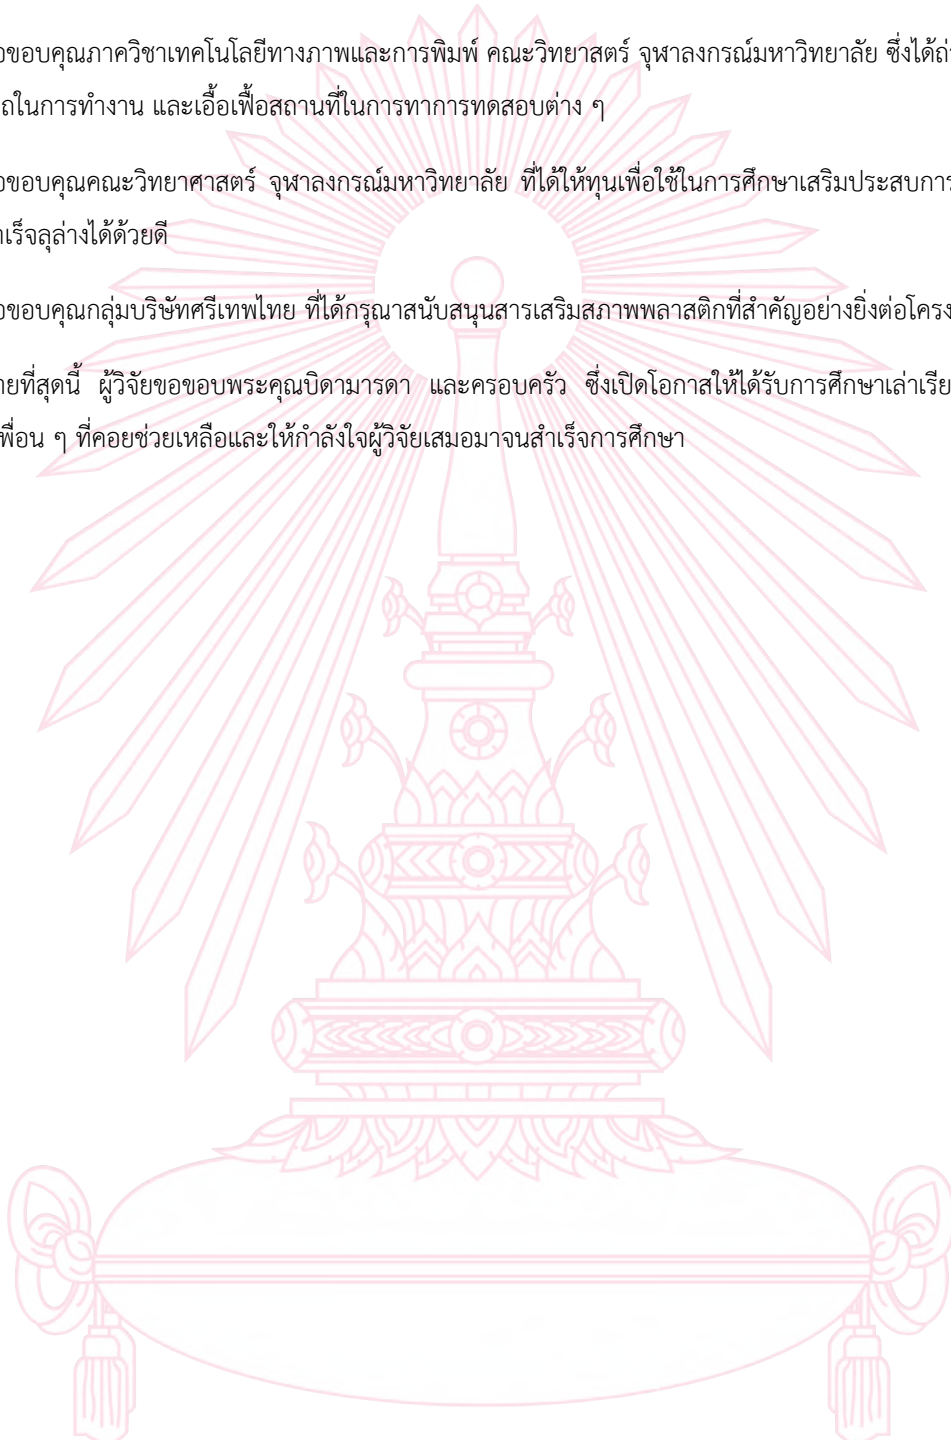 อขอบคุณภาควิชาเทคโนโลยีทางภาพและการพิมพ์ คณะวิทยาสตร์ จุฬาลงกรณ์มหาวิทยาลัย ซึ่งได้ถ่
ถในการทำงาน และเอื้อเฟื้อสถานที่ในการทาการทดสอบต่าง ๆ
อขอบคุณคณะวิทยาศาสตร์ จุฬาลงกรณ์มหาวิทยาลัย ที่ได้ให้ทุนเพื่อใช้ในการศึกษาเสริมประสบการ
ำเร็จลุล่างได้ด้วยดี
อขอบคุณกลุ่มบริษัทศรีเทพไทย ที่ได้กรุณาสนับสนุนสารเสริมสภาพพลาสติกที่สำคัญอย่างยิ่งต่อโครง
ายที่สุดนี้ ผู้วิจัยขอขอบพระคุณบิดามารดา และครอบครัว ซึ่งเปิดโอกาสให้ได้รับการศึกษาเล่าเรีย
พื่อน ๆ ที่คอยช่วยเหลือและให้กำลังใจผู้วิจัยเสมอมาจนสำเร็จการศึกษา